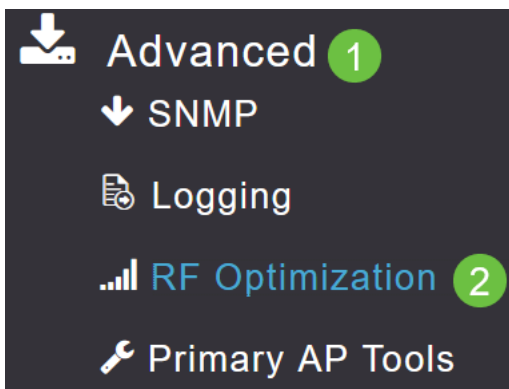 Advanced 1
SNMP
Logging
RF Optimization 2
Primary AP Tools